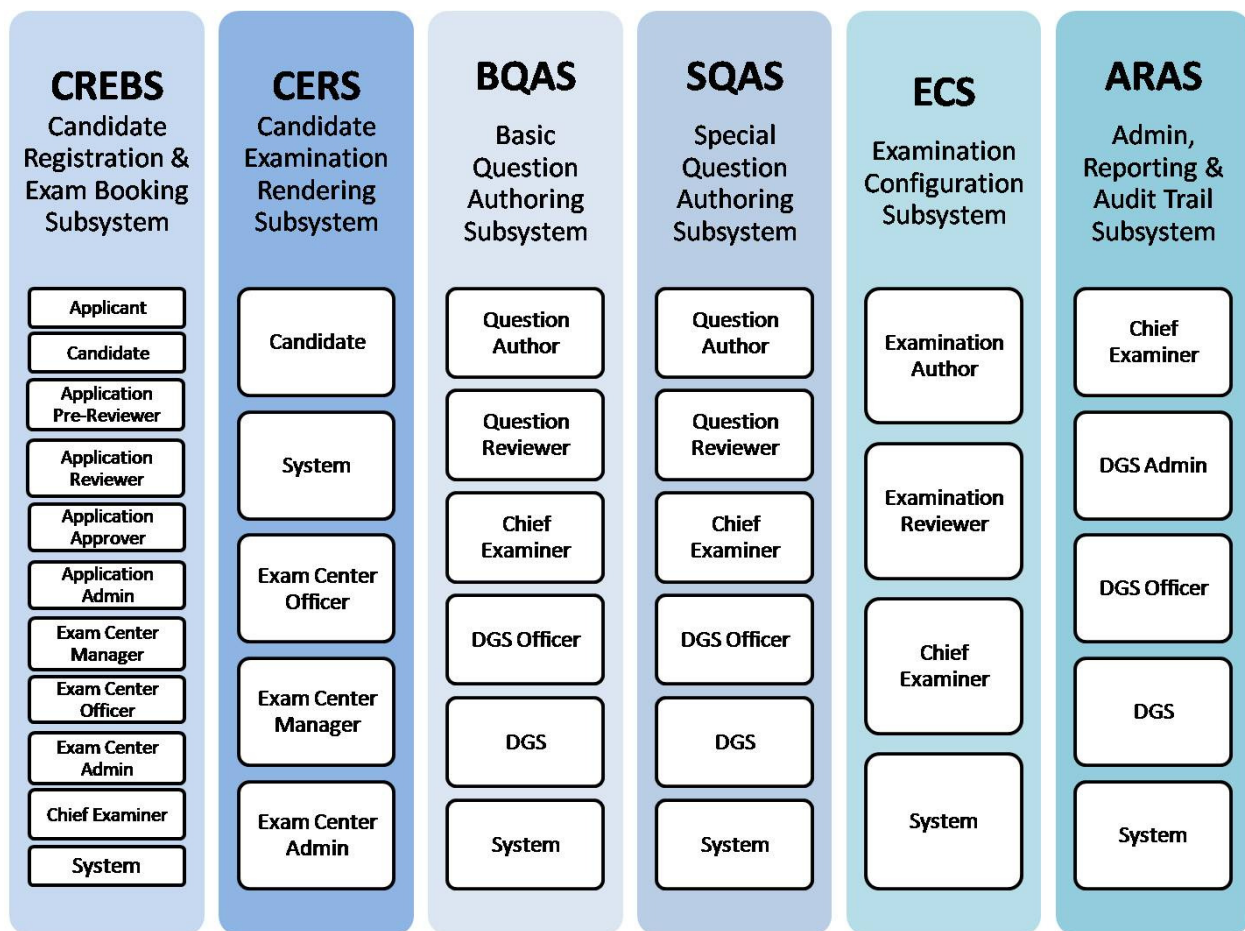 CREBS
Candidate
Registration &
Exam Booking
Subsystem
Applicant
Candidate
Application
Pre-Reviewer
Application
Reviewer
Application
Approver
Application
Admin
Exam Center
Manager
Exam Center
Officer
Exam Center
Admin
Chief Examiner
System
CERS
Candidate
Examination
Rendering
Subsystem
Candidate
System
Exam Center
Officer
Exam Center
Manager
Exam Center
Admin
BQAS
Basic
Question
Authoring
Subsystem
Question
Author
Question
Reviewer
Chief
Examiner
DGS Officer
DGS
System
SQAS
Special
Question
Authoring
Subsystem
Question
Author
Question
Reviewer
Chief
Examiner
DGS Officer
DGS
System
ECS
Examination
Configuration
Subsystem
Examination
Author
Examination
Reviewer
Chief
Examiner
System
ARAS
Admin,
Reporting &
Audit Trail
Subsystem
Chief
Examiner
DGS Admin
DGS Officer
DGS
System